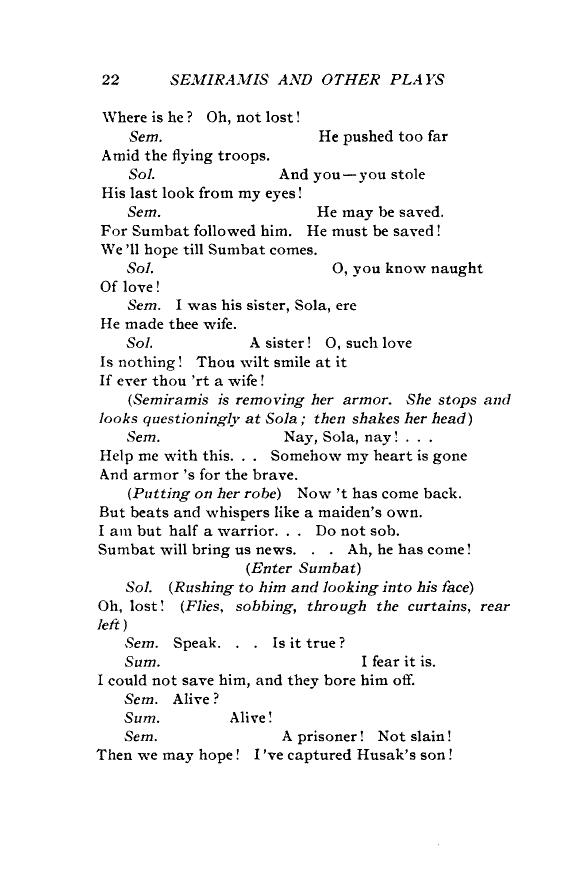 22 SEMIRAMIS AND OTHER PLAYS
Where is he? Oh, not lost!
Sem. He pushed too far
Amid the flying troops.
Sol. And you—you stole
His last look from my eyes!
Sem. He may be saved.
For Sumbat followed him. He must be saved!
We 'll hope till Sumbat comes.
Sol. O, you know naught
Of love!
Sem. I was his sister, Sola, ere
He made thee wife.
Sol. A sister! O, such love
Is nothing! Thou wilt smile at it
If ever thou 'rt a wife!
(Semiramis is removing her armor. She stops and
looks questioningly at Sola; then shakes her head)
Sem. Nay, Sola, nay! . . .
Help me with this. . . Somehow my heart is gone
And armor 's for the brave.
(Putting on her robe) Now 't has come back.
But beats and whispers like a maiden's own.
I am but half a warrior. . . Do not sob.
Sumbat will bring us news. . . Ah, he has come!
(Enter Sumbat)
Sol. (Rushing to him and looking into his face)
Oh, lost! (Flies, sobbing, through the curtains, rear
left)
Sem. Speak. . . Is it true?
Sum. I fear it is.
I could not save him, and they bore him off.
Sem. Alive?
Sum. Alive!
Sem. A prisoner! Not slain!
Then we may hope! I 've captured Husak's son!